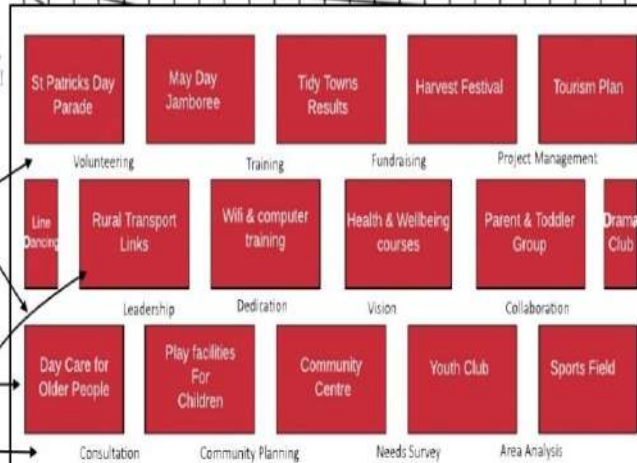 St Patricks Day
Parade
May Day
Jamboree
Tidy Towns
Results
Harvest Festival
Tourism Plan
Volunteering
Training
Fundraising
Project Management
Line
Dancing
Rural Transport
Links
Wifi & computer
training
Health & Wellbeing
courses
Parent & Toddler
Group
Drama
Club
Leadership
Dedication
Vision
Collaboration
Day Care for
Older People
Play facilities
For
Children
Community
Centre
Youth Club
Sports Field
Consultation
Community Planning
Needs Survey
Area Analysis